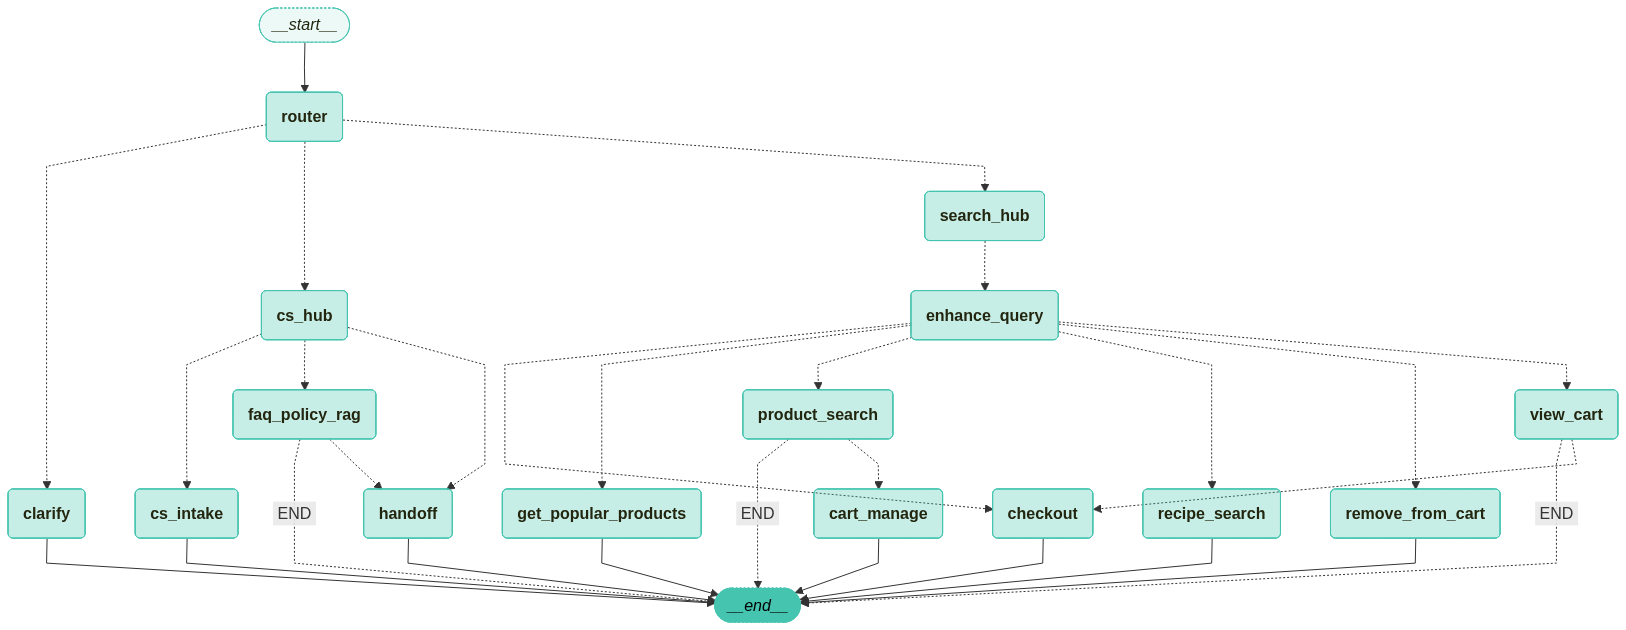 __start__
router
search_hub
cs_hub
enhance_query
faq_policy_rag
product_search
view_cart
clarify
cs_intake
END
handoff
get_popular_products
END
cart_manage
checkout
recipe_search
remove_from_cart
END
__end__